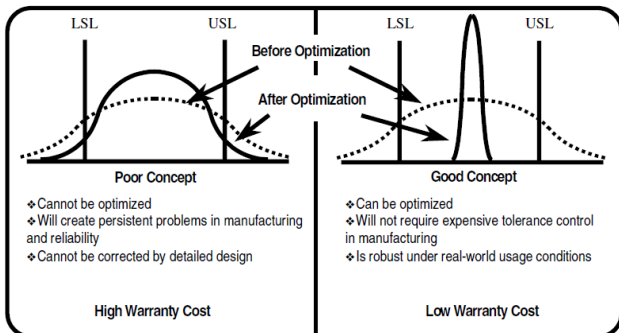 LSL USL
Before Optimization
After Optimization
LSL USL
Poor Concept
❖Cannot be optimized
❖Will create persistent problems in manufacturing
and reliability
❖Cannot be corrected by detailed design
High Warranty Cost
Good Concept
❖Can be optimized
❖Will not require expensive tolerance control
in manufacturing
❖Is robust under real-world usage conditions
Low Warranty Cost